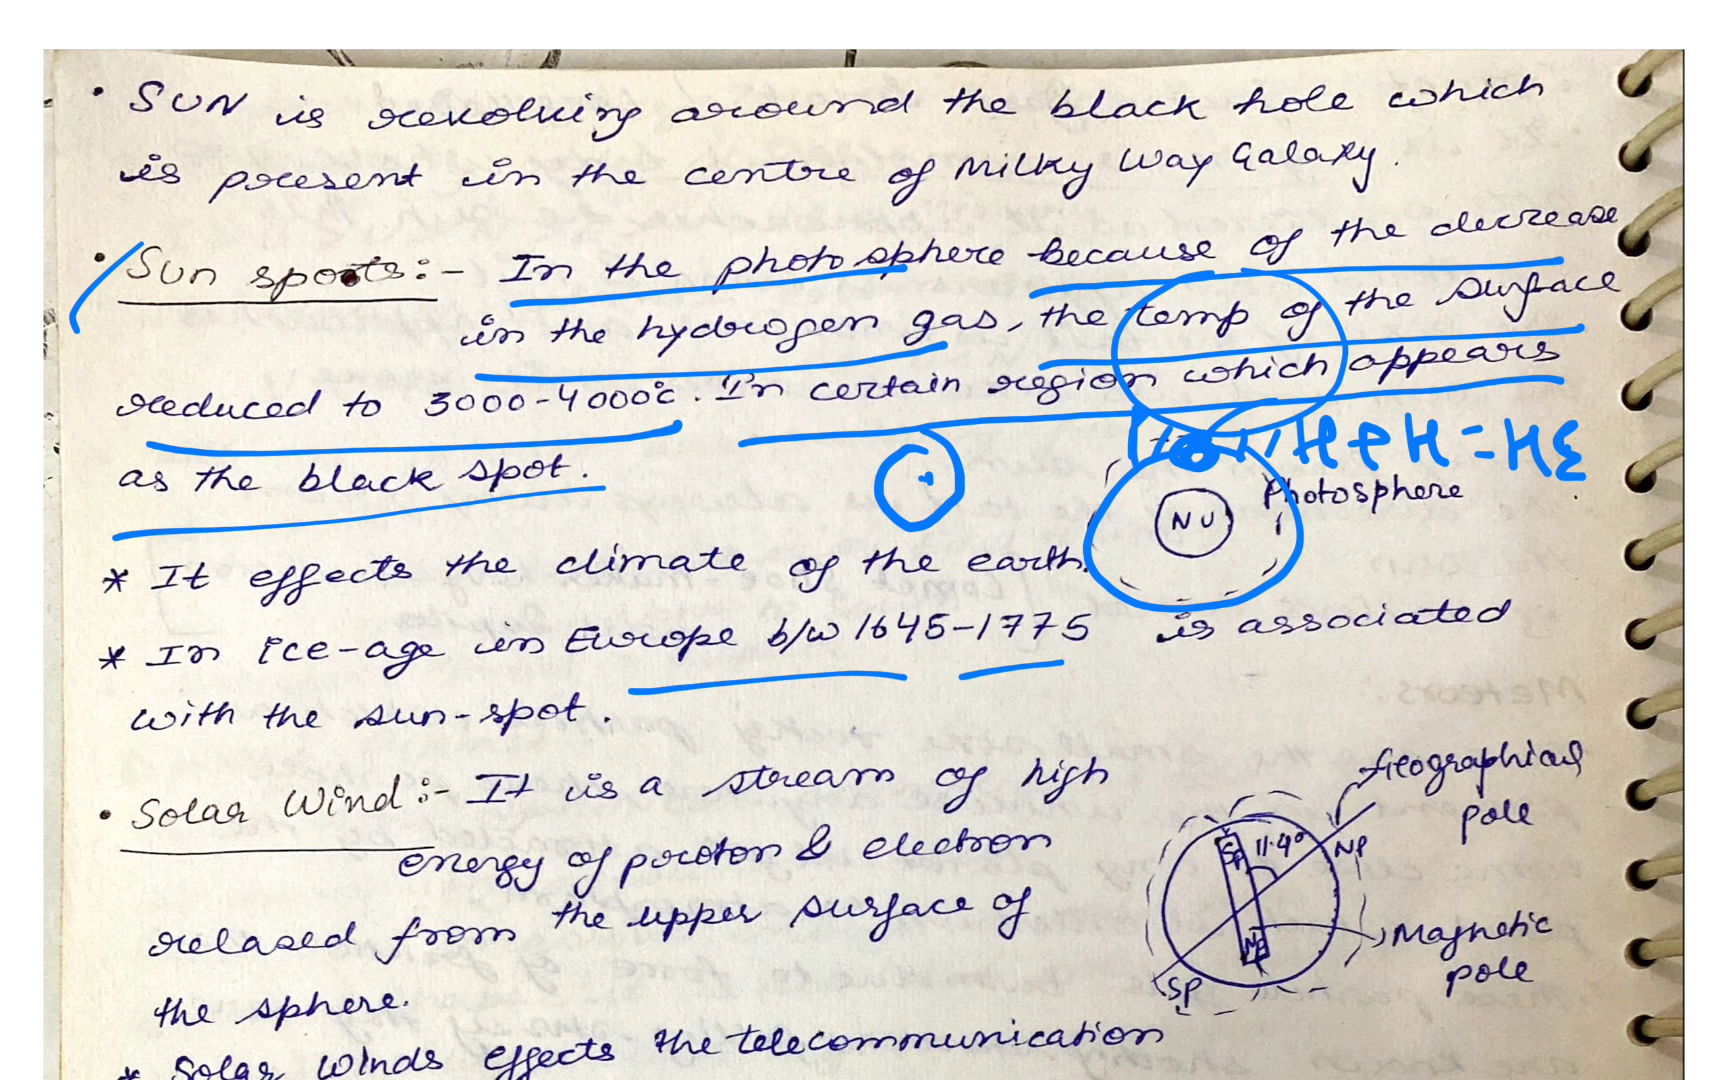 • SUN is revolving around the black hole which
is present in the centre of Milky Way Galaxy.
• Sun spots:- In the photosphere because of the decrease
in the hydrogen gas, the temp of the surface
reduced to 3000-4000°c. In certain region which appears
as the black spot.
H + H = HE
Photosphere
NU
* It effects the climate of the earth.
* In ice-age in Europe b/w 1645-1775 is associated
with the sun-spot.
• Solar Wind:- It is a stream of high
energy of proton & electron
relased from the upper surface of
the sphere.
* Solar winds effects the telecommunication
Geographical
pole
SP 11.4° NP
NP
Magnetic
pole
SP